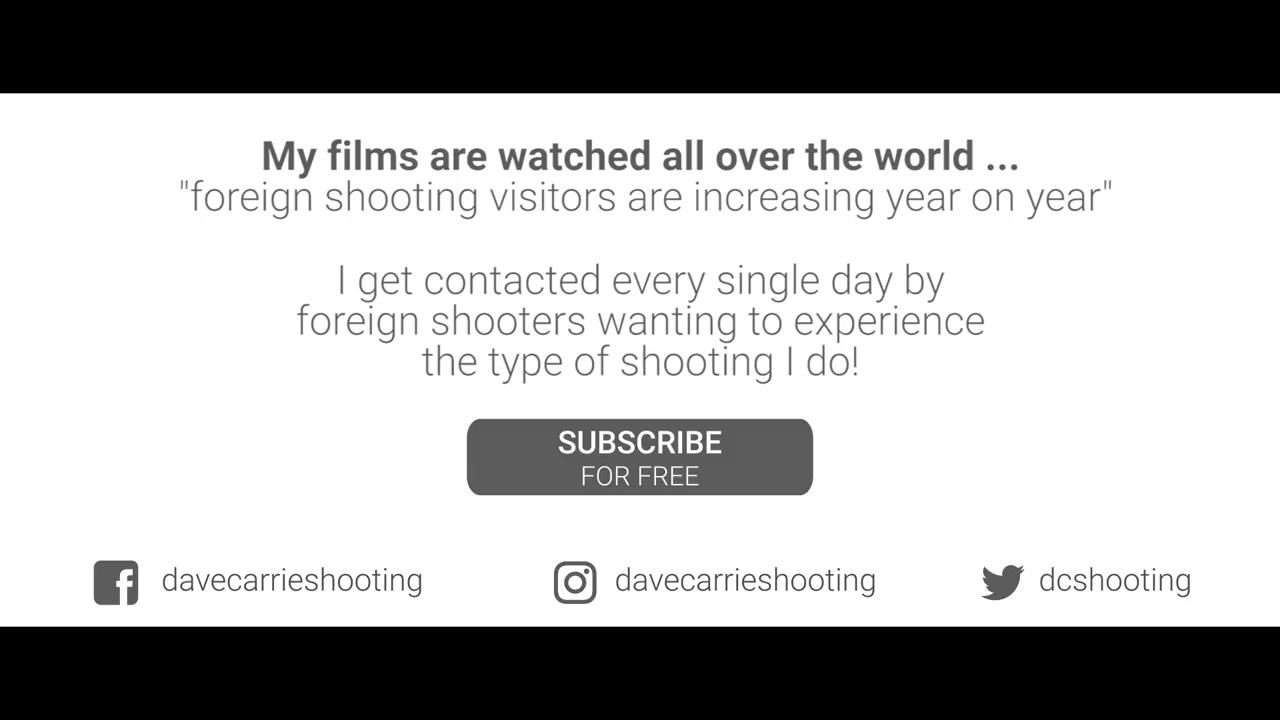 My films are watched all over the world ...
"foreign shooting visitors are increasing year on year"
I get contacted every single day by
foreign shooters wanting to experience
the type of shooting I do!
SUBSCRIBE
FOR FREE
davecarrieshooting
davecarrieshooting
dcshooting